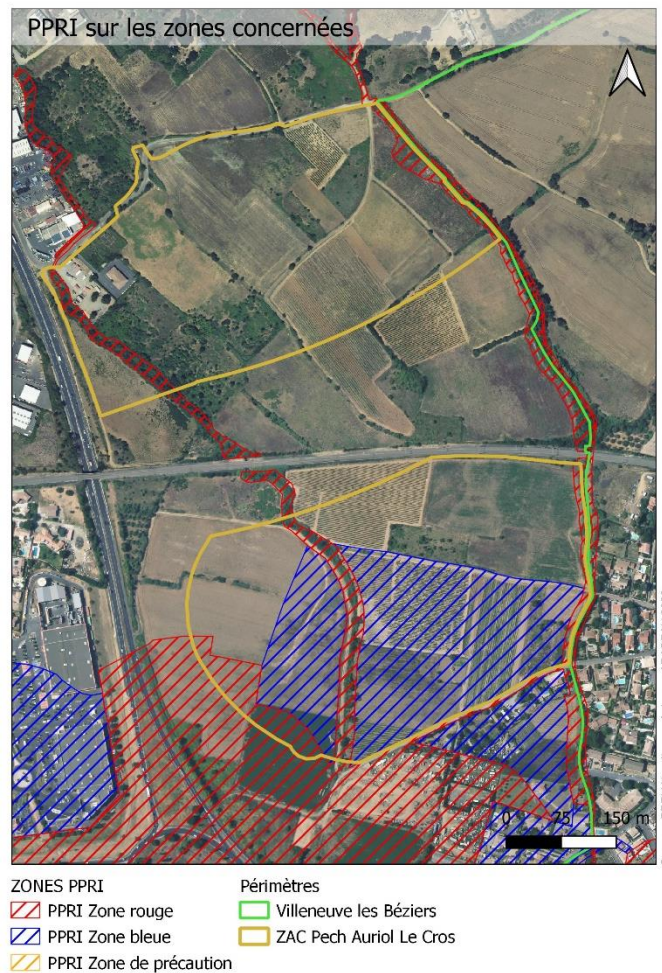 PPRI sur les zones concernées
0 75 150 m
ZONES PPRI
PPRI Zone rouge
PPRI Zone bleue
PPRI Zone de précaution
Périmètres
Villeneuve les Béziers
ZAC Pech Auriol Le Cros